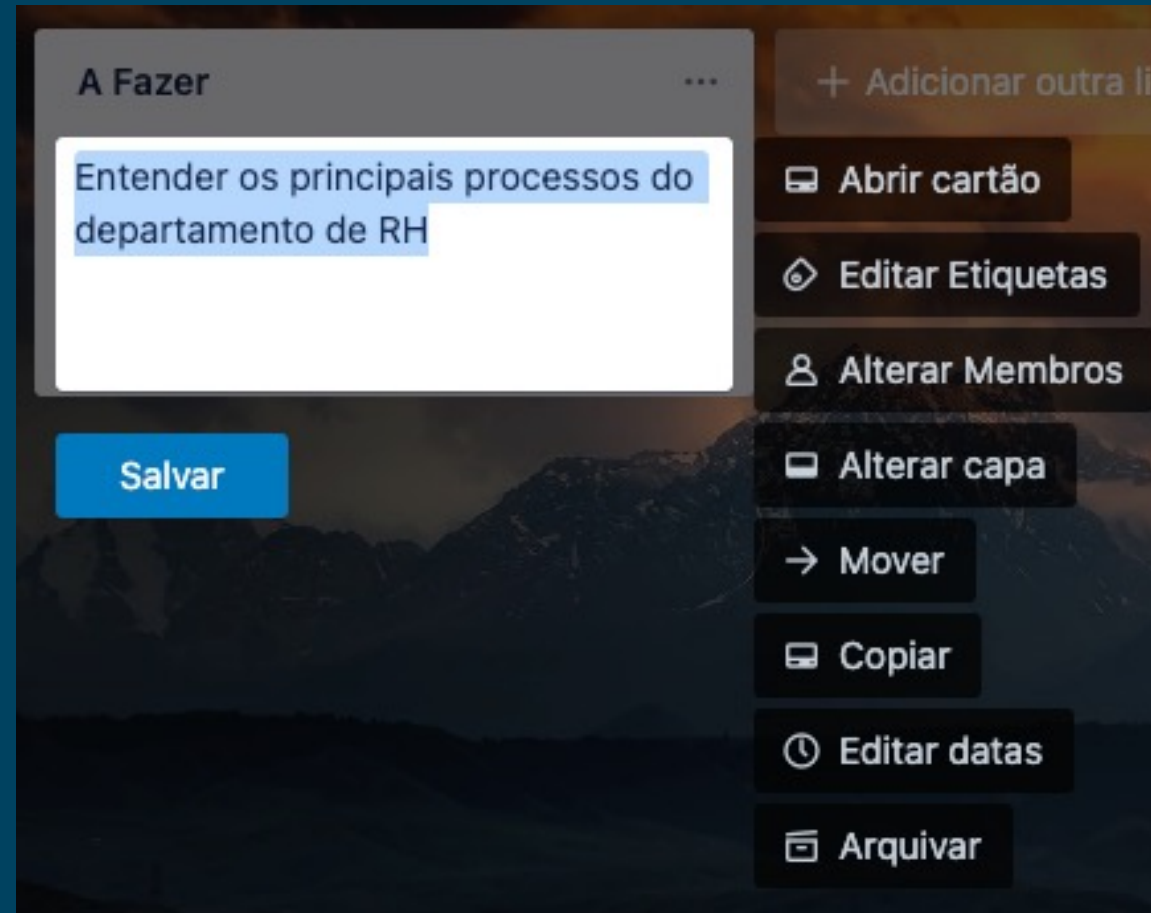 A Fazer
+ Adicionar outra
Entender os principais processos do
departamento de RH
Salvar
Abrir cartão
Editar Etiquetas
Alterar Membros
Alterar capa
Mover
Copiar
Editar datas
Arquivar